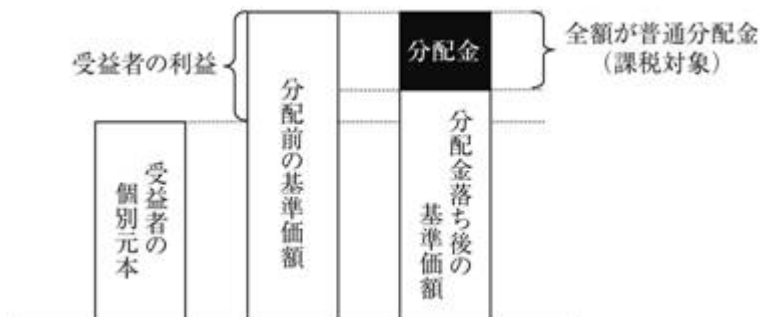 受益者の利益
受益者の
個別元本
分配前の基準価額
分配金
分配金落ち後の
基準価額
全額が普通分配金
（課税対象）